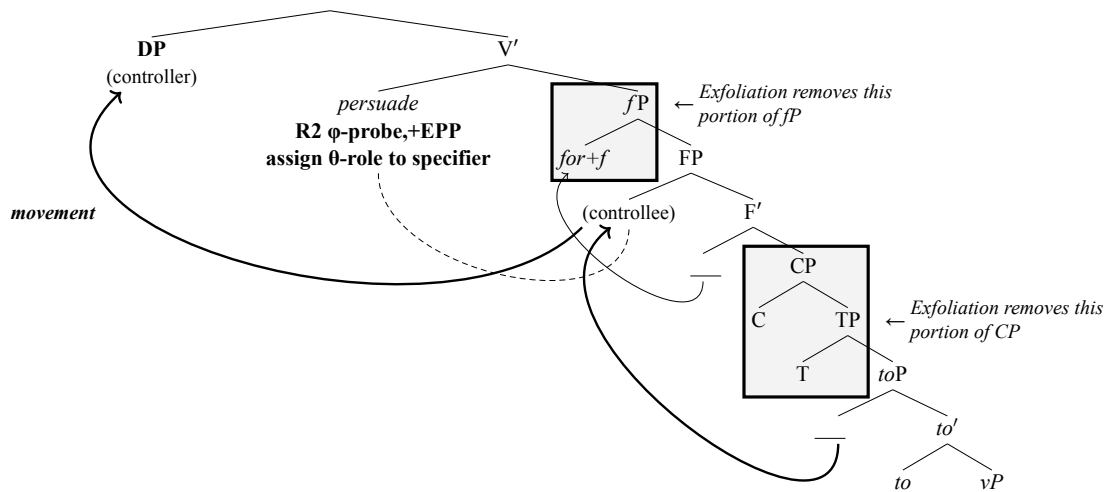 DP
(controller)
V′
persuade
R2 φ-probe,+EPP
assign θ-role to specifier
fP
← Exfoliation removes this
portion of fP
for+f
FP
movement
(controllee)
F′
CP
C
TP
← Exfoliation removes this
portion of CP
T
toP
to′
to
vP